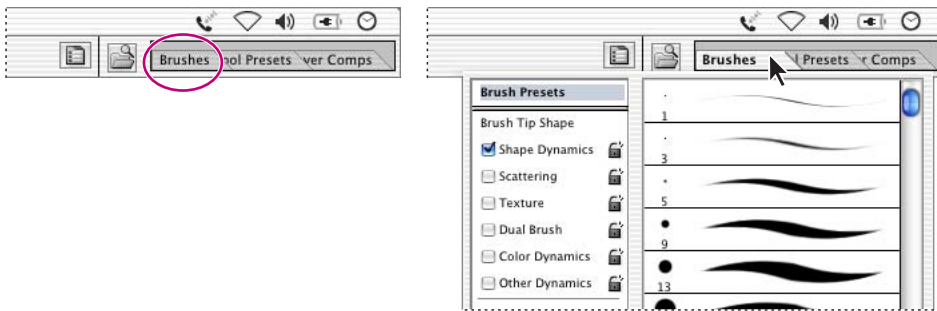 Brushes ool Presets ver Comps
Brushes l Presets r Comps
Brush Presets
Brush Tip Shape
Shape Dynamics
Scattering
Texture
Dual Brush
Color Dynamics
Other Dynamics
1
3
5
9
13